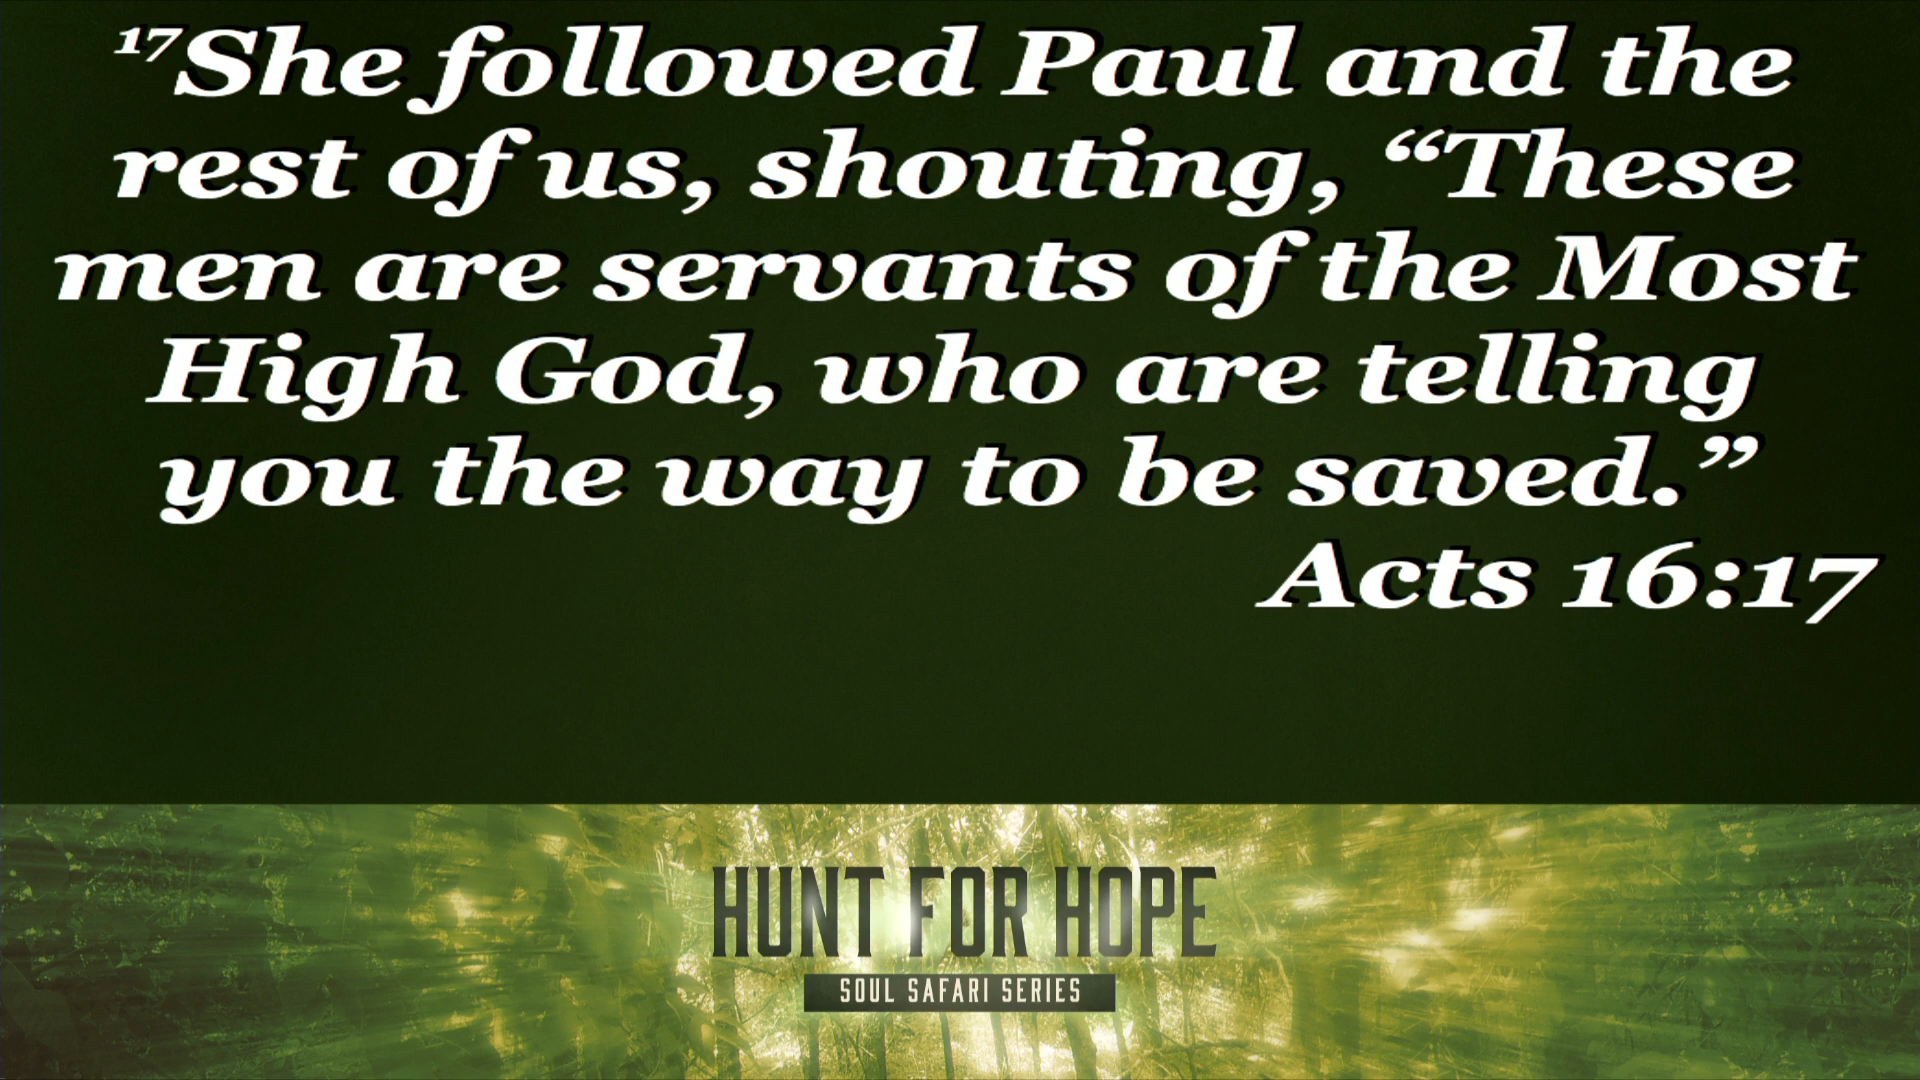 ¹⁷She followed Paul and the
rest of us, shouting, “These
men are servants of the Most
High God, who are telling
you the way to be saved.”
Acts 16:17
HUNT FOR HOPE
SOUL SAFARI SERIES